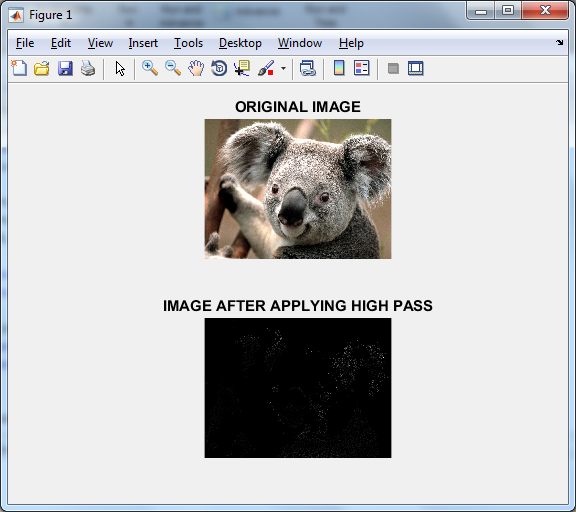 Figure 1
File Edit View Insert Tools Desktop Window Help
ORIGINAL IMAGE
IMAGE AFTER APPLYING HIGH PASS